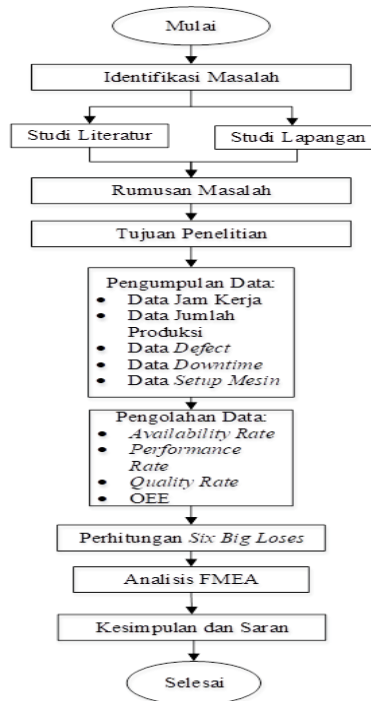 Mulai
Identifikasi Masalah
Studi Literatur
Studi Lapangan
Rumusan Masalah
Tujuan Penelitian
Pengumpulan Data:
• Data Jam Kerja
• Data Jumlah
Produksi
• Data Defect
• Data Downtime
• Data Setup Mesin
Pengolahan Data:
• Availability Rate
• Performance
Rate
• Quality Rate
• OEE
Perhitungan Six Big Loses
Analisis FMEA
Kesimpulan dan Saran
Selesai